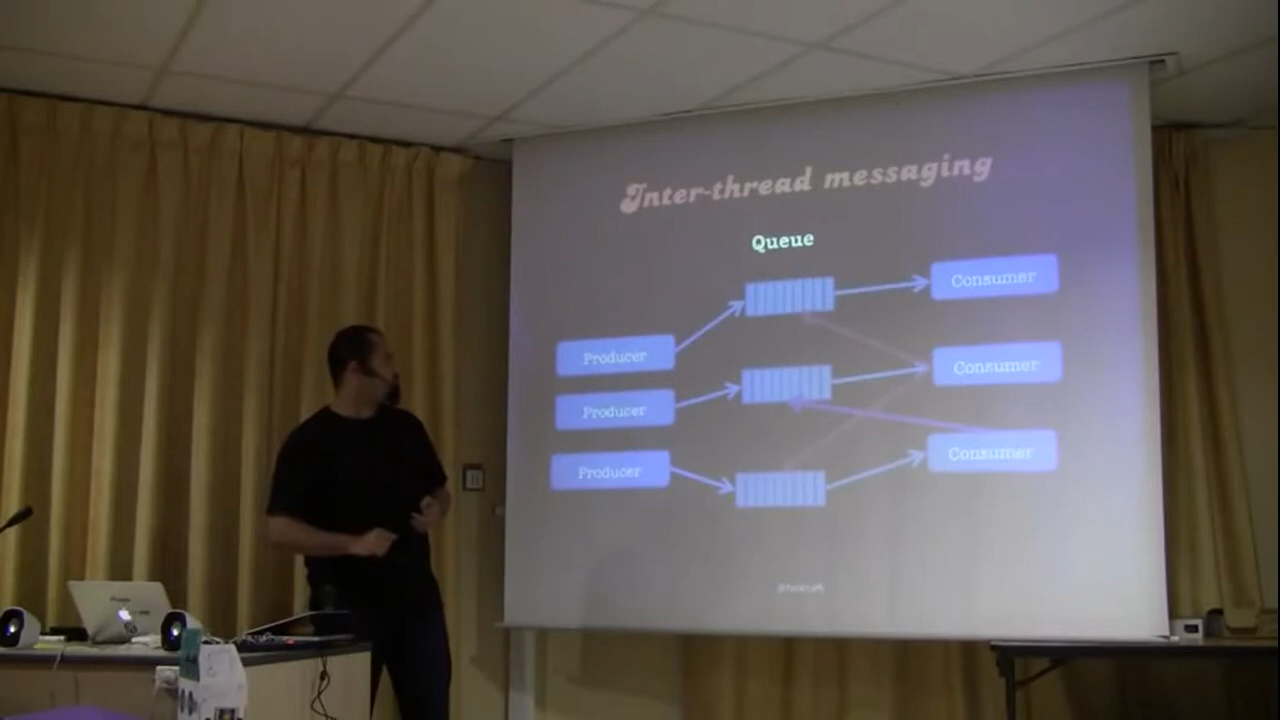 Inter-thread messaging
Queue
Consumer
Producer
Consumer
Producer
Consumer
Producer